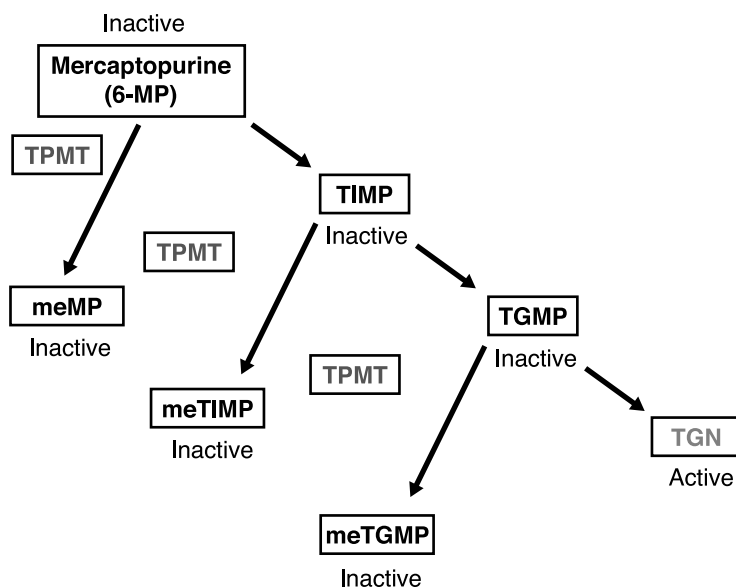 Inactive
Mercaptopurine
(6-MP)
TPMT
TIMP
Inactive
TPMT
meMP
Inactive
TGMP
Inactive
TPMT
meTIMP
Inactive
TGN
Active
meTGMP
Inactive